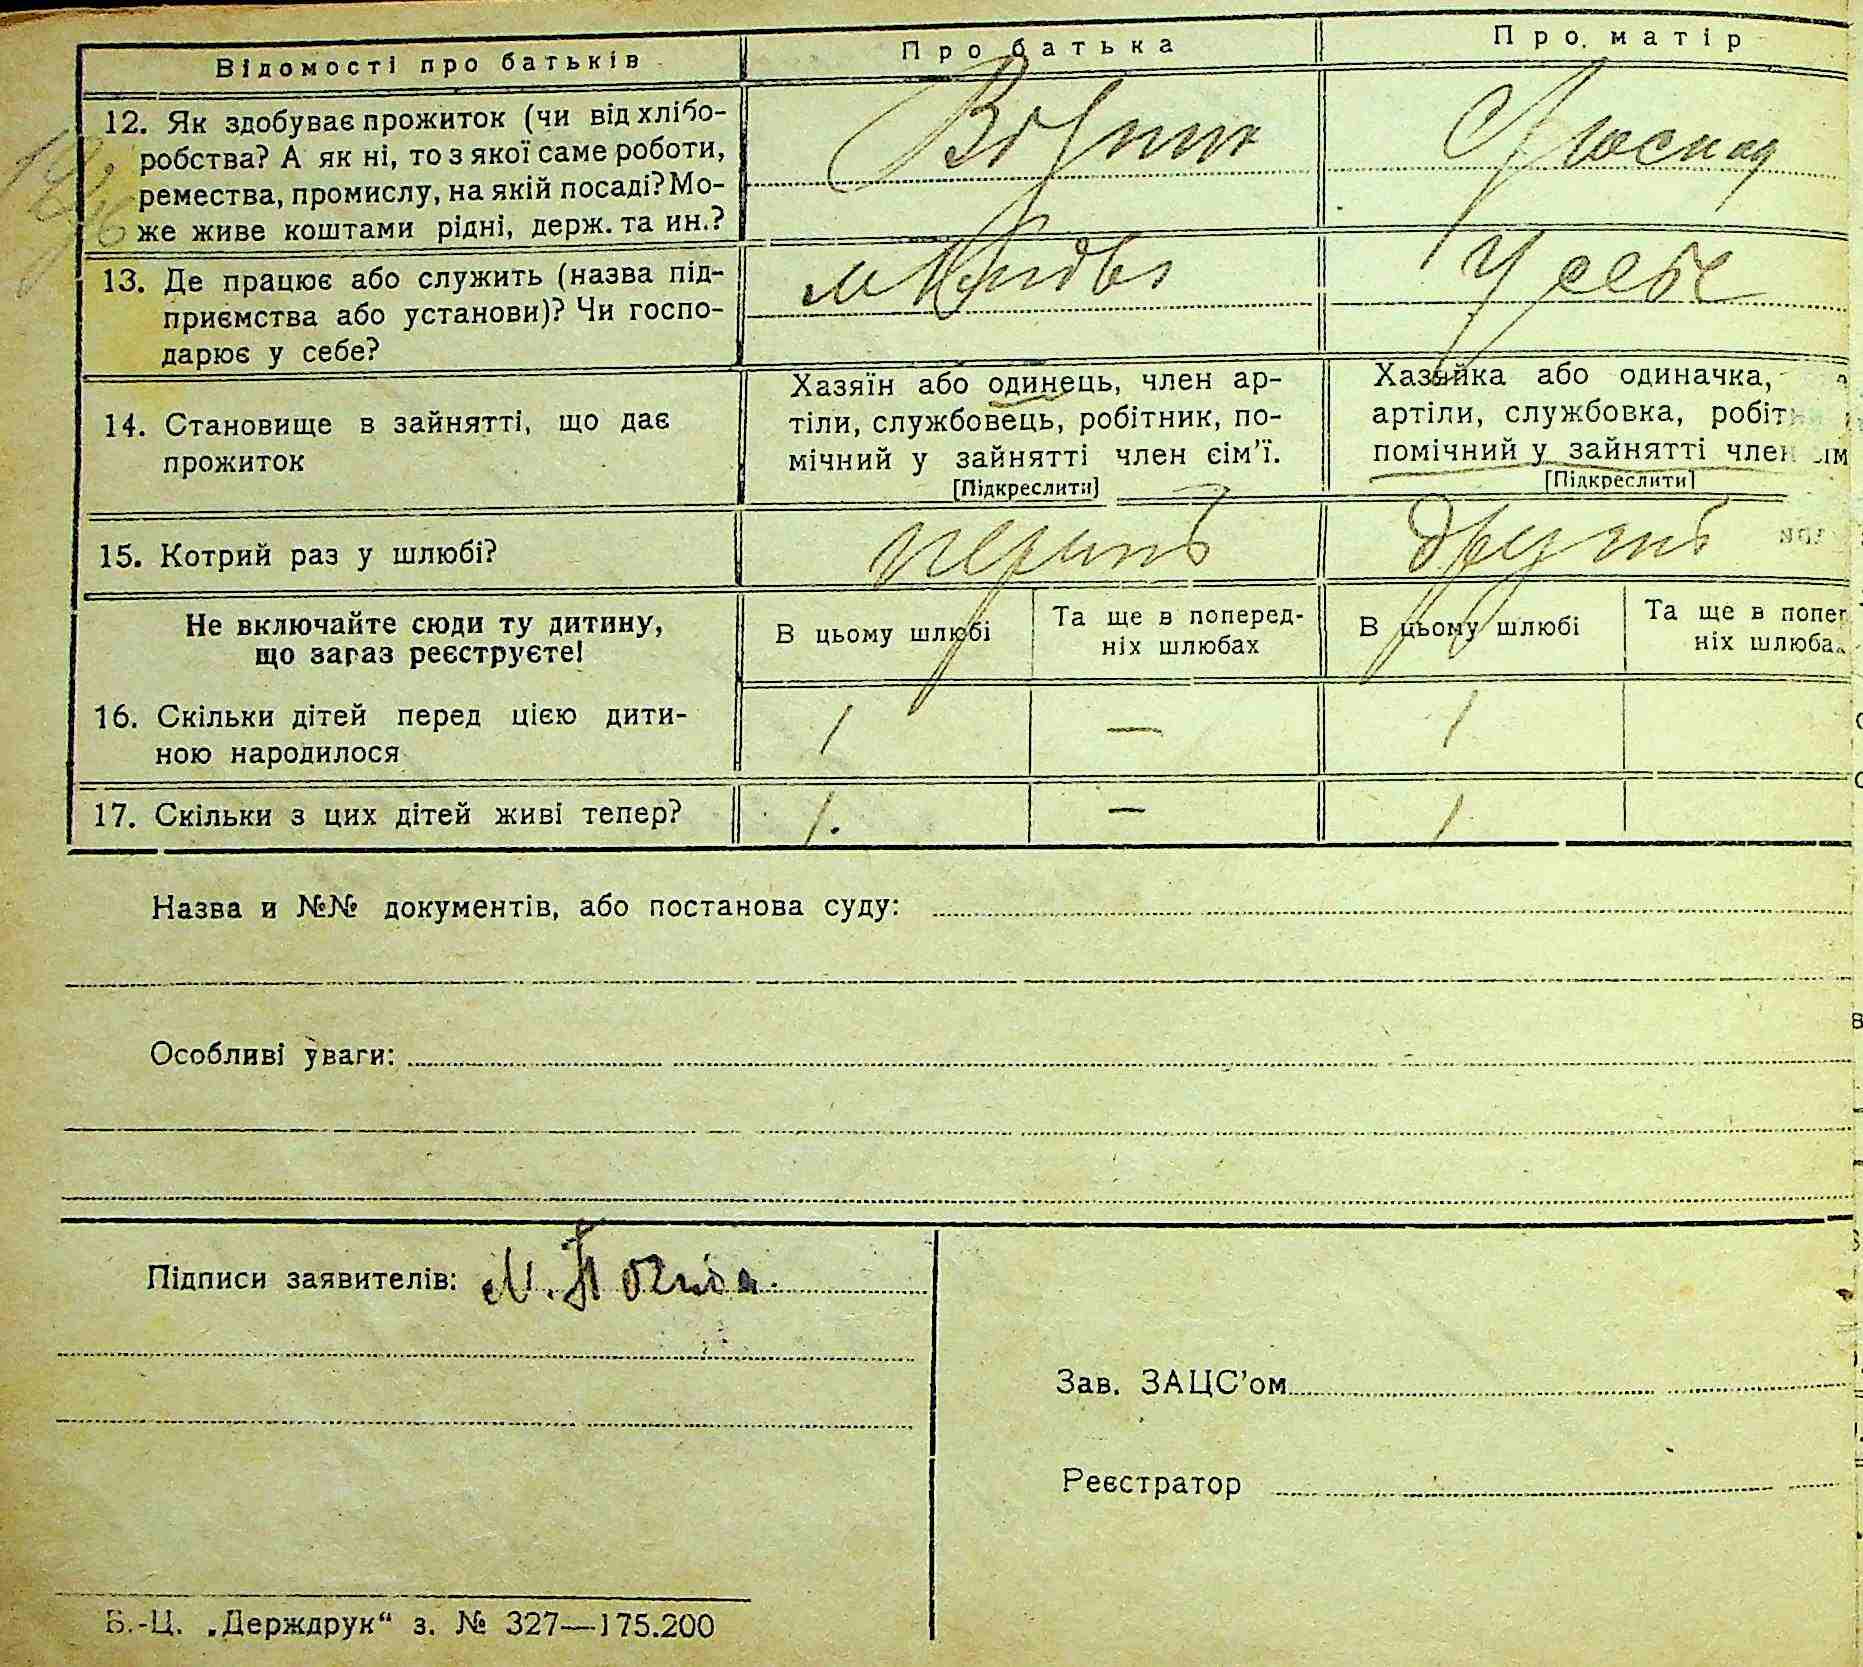 Відомості про батьків
Про батька
Про матір
12. Як здобуває прожиток (чи від хлібо-
робства? А як ні, то з якої саме роботи,
ремества, промислу, на якій посаді? Мо-
же живе коштами рідні, держ. та ин.?
13. Де працює або служить (назва під-
приємства або установи)? Чи госпо-
дарює у себе?
У себе
14. Становище в зайнятті, що дає
прожиток
Хазяїн або одинець, член ар-
тіли, службовець, робітник, по-
мічний у зайнятті член сім'ї.
[Підкреслити]
Хазяйка або одиначка,
артіли, службовка, робіт
помічний у зайнятті член сім
[Підкреслити]
15. Котрий раз у шлюбі?
Не включайте сюди ту дитину,
що зараз реєструєте!
В цьому шлюбі
Та ще в поперед-
ніх шлюбах
В цьому шлюбі
Та ще в попер
ніх шлюба
16. Скільки дітей перед цією дити-
ною народилося
1 — 1
17. Скільки з цих дітей живі тепер?
1. — 1
Назва и №№ документів, або постанова суду:
Особливі уваги:
Підписи заявителів:
Зав. ЗАЦС'ом
Реєстратор
Б.-Ц. „Держдрук“ з. № 327—175.200